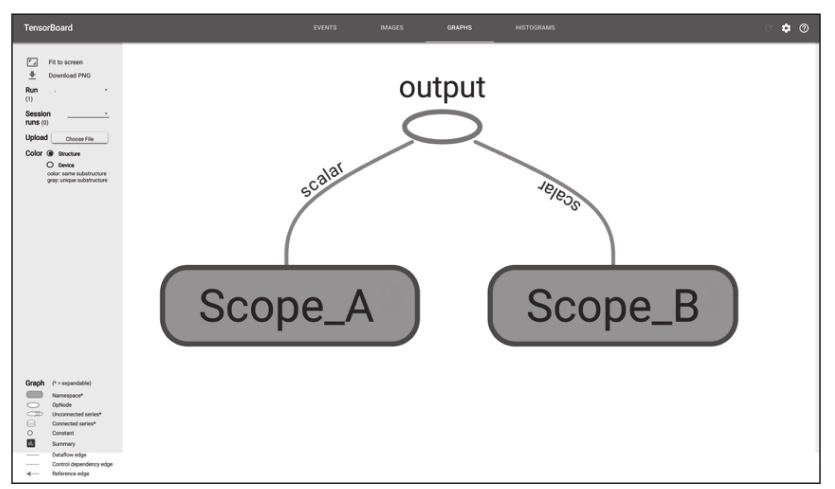 TensorBoard
EVENTS
IMAGES
GRAPHS
HISTOGRAMS
Fit to screen
Download PNG
Run
(1)
Session
runs (0)
Upload
Choose File
Color
Structure
Device
color: same substructure
gray: unique substructure
output
scalar
scalar
Scope_A
Scope_B
Graph (* = expandable)
Namespace*
OpNode
Unconnected series*
Connected series*
Constant
Summary
Dataflow edge
Control dependency edge
Reference edge